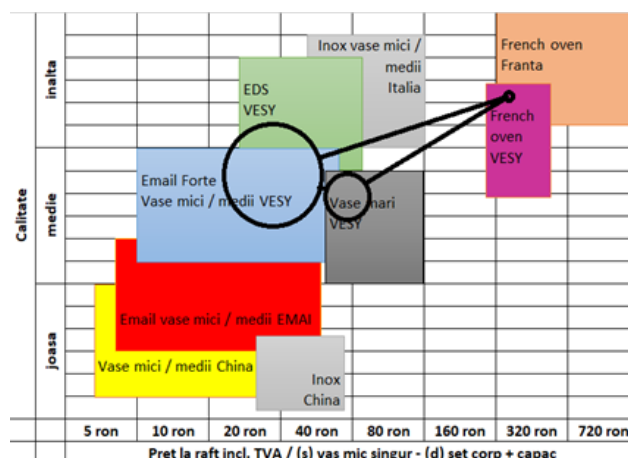 Calitate
inalta
medie
joasa
Inox vase mici /
medii
Italia
French oven
Franta
EDS
VESY
French
oven
VESY
Email Forte
Vase mici / medii VESY
Vase mari
VESY
Email vase mici / medii EMAI
Vase mici / medii China
Inox
China
5 ron 10 ron 20 ron 40 ron 80 ron 160 ron 320 ron 720 ron
Pret la raft incl. TVA / (s) vas mic singur - (d) set corp + capac